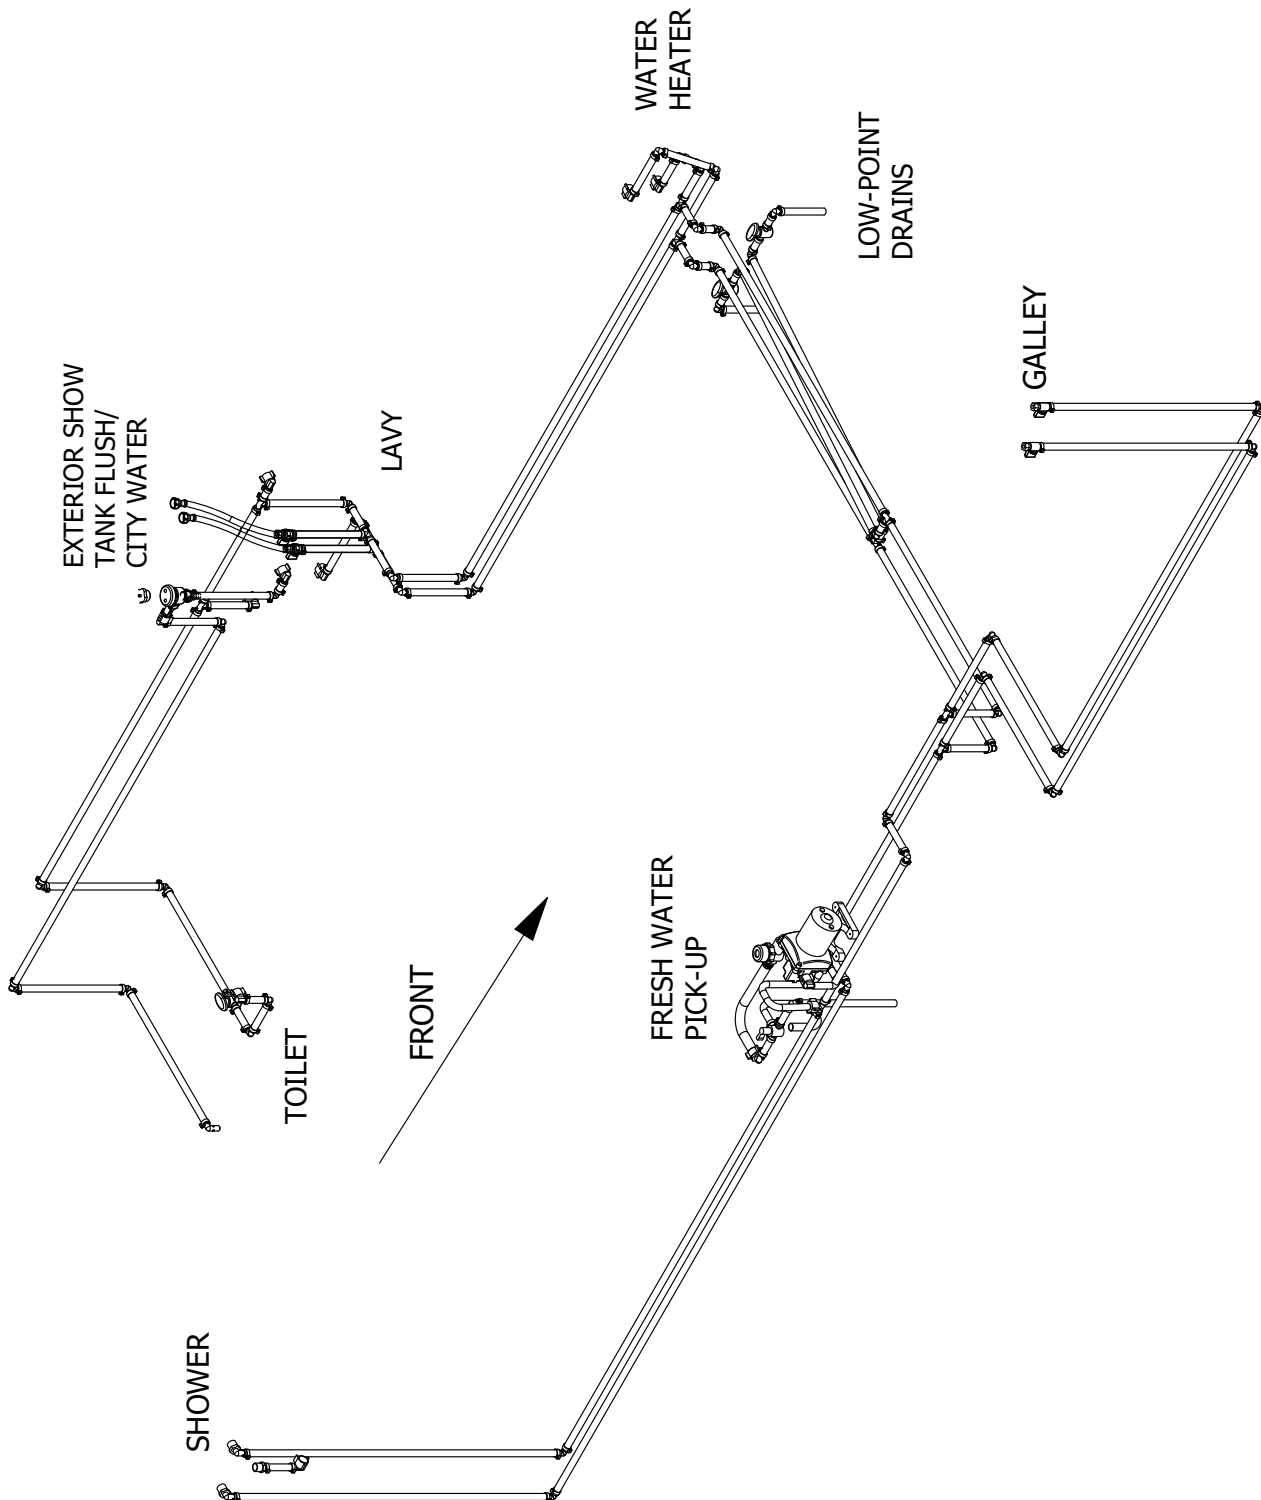 WATER
HEATER
LOW-POINT
DRAINS
GALLEY
EXTERIOR SHOW
TANK FLUSH/
CITY WATER
LAVY
FRESH WATER
PICK-UP
FRONT
TOILET
SHOWER